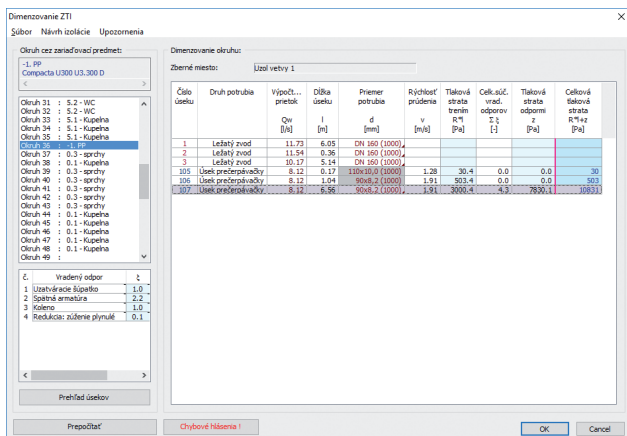 Dimenzovanie ZTI
Súbor Návrh izolácie Upozornenia
Okruh cez zariaďovací predmet:
-1. PP
Compacta U300 U3.300 D
Okruh 31 : 5.2 - WC
Okruh 32 : 5.2 - WC
Okruh 33 : 5.1 - Kupelna
Okruh 34 : 5.1 - Kupelna
Okruh 35 : 5.1 - Kupelna
Okruh 36 : -1. PP
Okruh 37 : 0.3 - sprchy
Okruh 38 : 0.1 - Kupelna
Okruh 39 : 0.3 - sprchy
Okruh 40 : 0.3 - sprchy
Okruh 41 : 0.3 - sprchy
Okruh 42 : 0.3 - sprchy
Okruh 43 : 0.3 - sprchy
Okruh 44 : 0.1 - Kupelna
Okruh 45 : 0.1 - Kupelna
Okruh 46 : 0.1 - Kupelna
Okruh 47 : 0.1 - Kupelna
Okruh 48 : 0.1 - Kupelna
Okruh 49 :
č. Vradený odpor ξ
1 Uzatváracie šúpatko 1.0
2 Spätná armatúra 2.2
3 Koleno 1.0
4 Redukcia: zúženie plynulé 0.1
Prehľad úsekov
Prepočítať
Dimenzovanie okruhu:
Zberné miesto: Uzol vetvy 1
Číslo Druh potrubia Výpočt... Dĺžka Priemer Rýchlosť Tlaková Celk.súč. Tlaková Celková
úseku prietok úseku potrubia prúdenia strata vrad. strata tlaková
trením odporov odpormi strata
Qw l d v R*l Σ ξ z R*l+z
[l/s] [m] [mm] [m/s] [Pa] [-] [Pa] [Pa]
1 Ležatý zvod 11.73 6.05 DN 160 (1000)
2 Ležatý zvod 11.54 0.36 DN 160 (1000)
3 Ležatý zvod 10.17 5.14 DN 160 (1000)
105 Úsek prečerpávačky 8.12 0.17 110x10,0 (1000) 1.28 30.4 0.0 0.0 30
106 Úsek prečerpávačky 8.12 1.04 90x8,2 (1000) 1.91 503.4 0.0 0.0 503
107 Úsek prečerpávačky 8.12 6.56 90x8,2 (1000) 1.91 3000.4 4.3 7830.1 10831
Chybové hlásenia !
OK Cancel